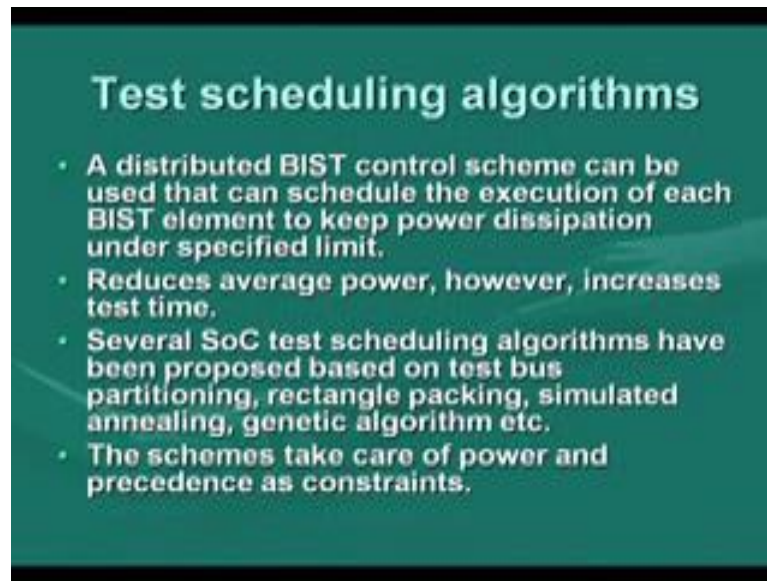 Test scheduling algorithms
• A distributed BIST control scheme can be
used that can schedule the execution of each
BIST element to keep power dissipation
under specified limit.
• Reduces average power, however, increases
test time.
• Several SoC test scheduling algorithms have
been proposed based on test bus
partitioning, rectangle packing, simulated
annealing, genetic algorithm etc.
• The schemes take care of power and
precedence as constraints.